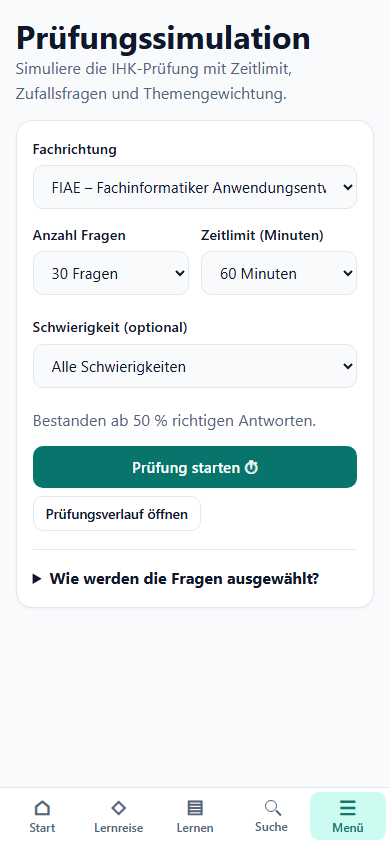 Prüfungssimulation
Simuliere die IHK-Prüfung mit Zeitlimit,
Zufallsfragen und Themengewichtung.
Fachrichtung
FIAE – Fachinformatiker Anwendungsentw
Anzahl Fragen
Zeitlimit (Minuten)
30 Fragen
60 Minuten
Schwierigkeit (optional)
Alle Schwierigkeiten
Bestanden ab 50 % richtigen Antworten.
Prüfung starten ⏱
Prüfungsverlauf öffnen
▶ Wie werden die Fragen ausgewählt?
Start
Lernreise
Lernen
Suche
Menü